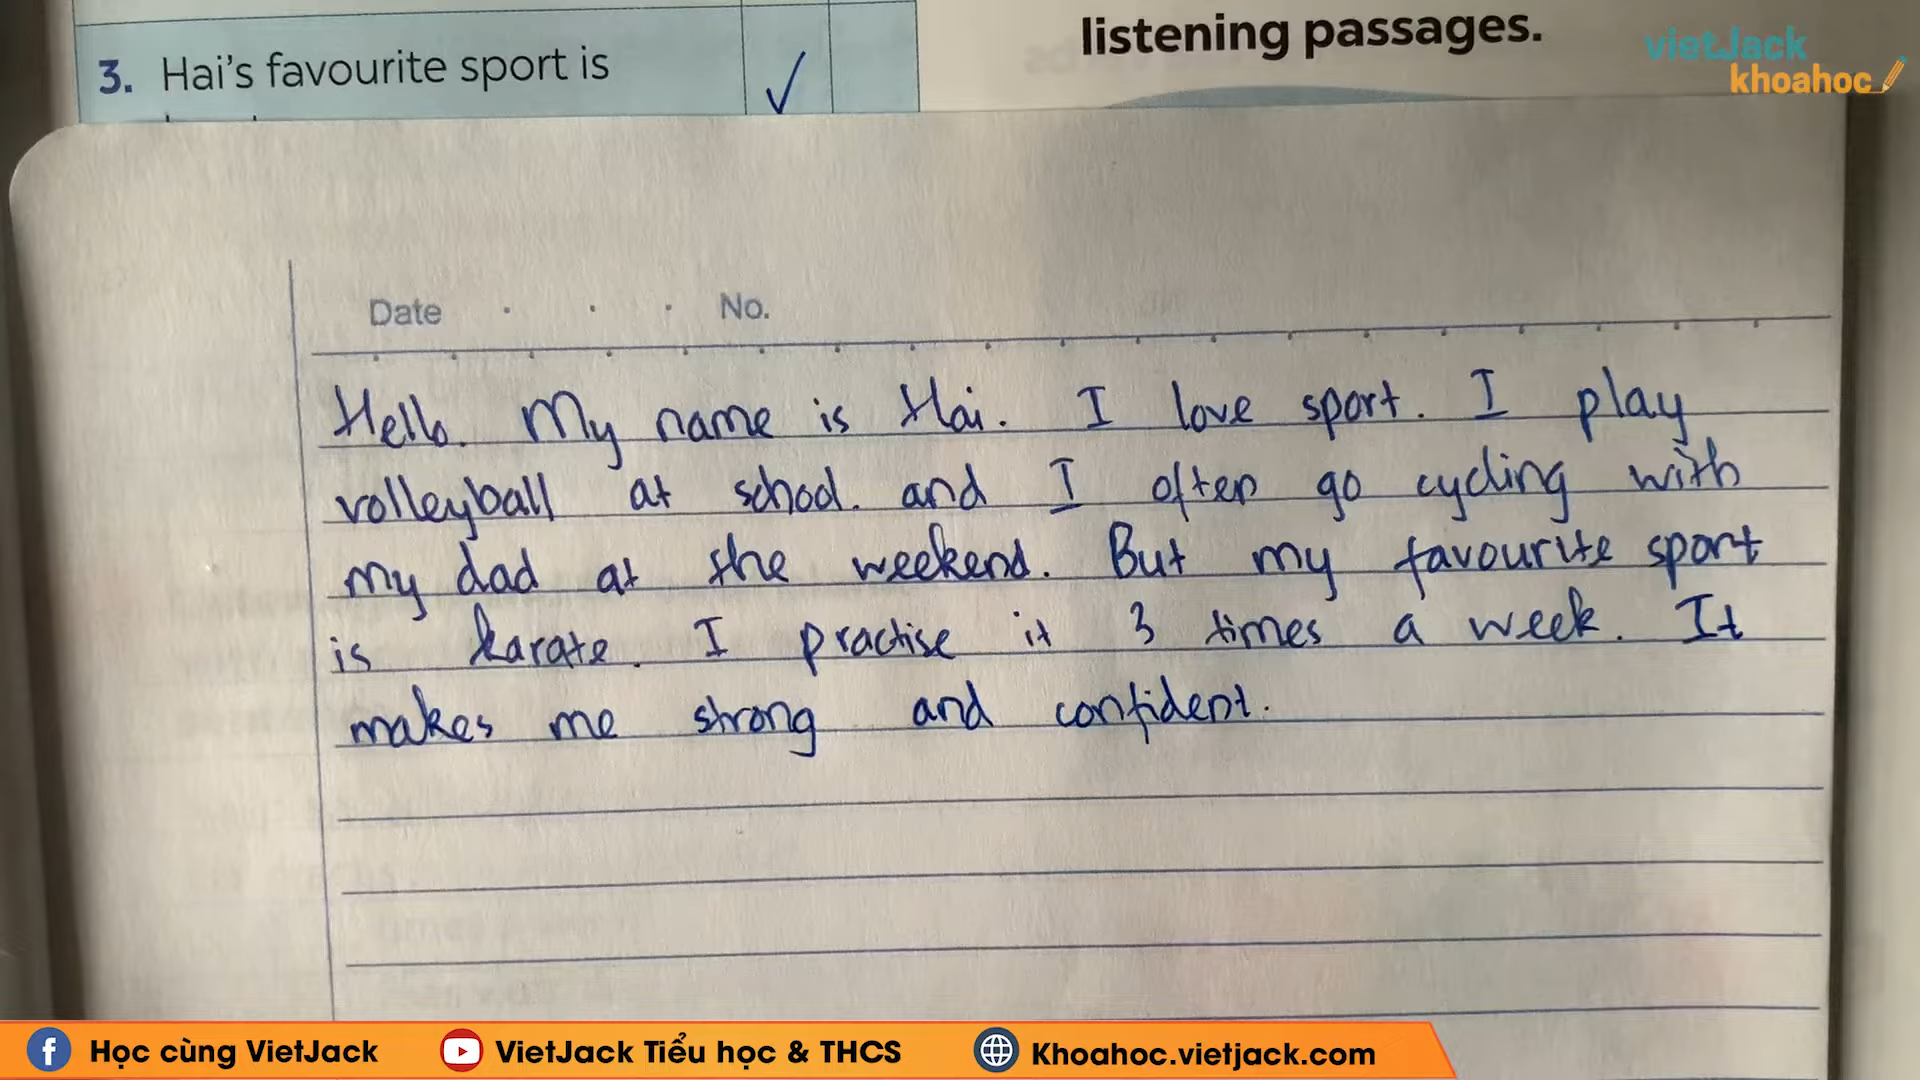 3. Hai's favourite sport is
listening passages.
vietJack
khoahoc
Date . . . No.
Hello. My name is Hai. I love sport. I play
volleyball at school. and I often go cycling with
my dad at the weekend. But my favourite sport
is karate. I practise it 3 times a week. It
makes me strong and confident.
Học cùng VietJack
VietJack Tiểu học & THCS
Khoahoc.vietjack.com